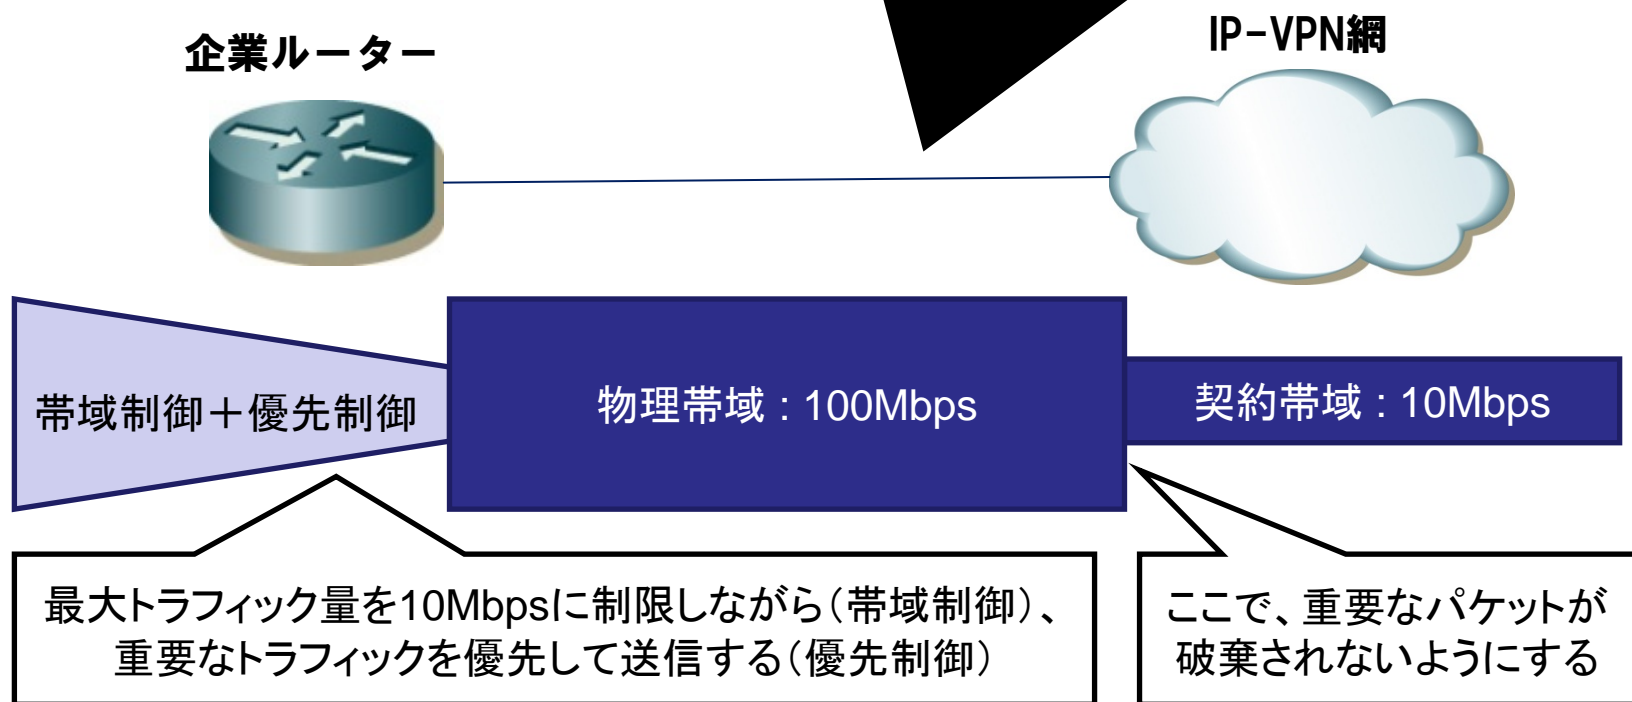 企業ルーター
IP-VPN網
帯域制御＋優先制御
物理帯域：100Mbps
契約帯域：10Mbps
最大トラフィック量を10Mbpsに制限しながら（帯域制御）、
重要なトラフィックを優先して送信する（優先制御）
ここで、重要なパケットが
破棄されないようにする